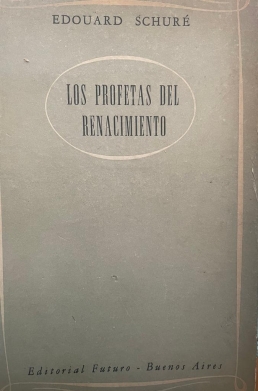 EDOUARD SCHURÉ
LOS PROFETAS DEL
RENACIMIENTO
Editorial Futuro - Buenos Aires